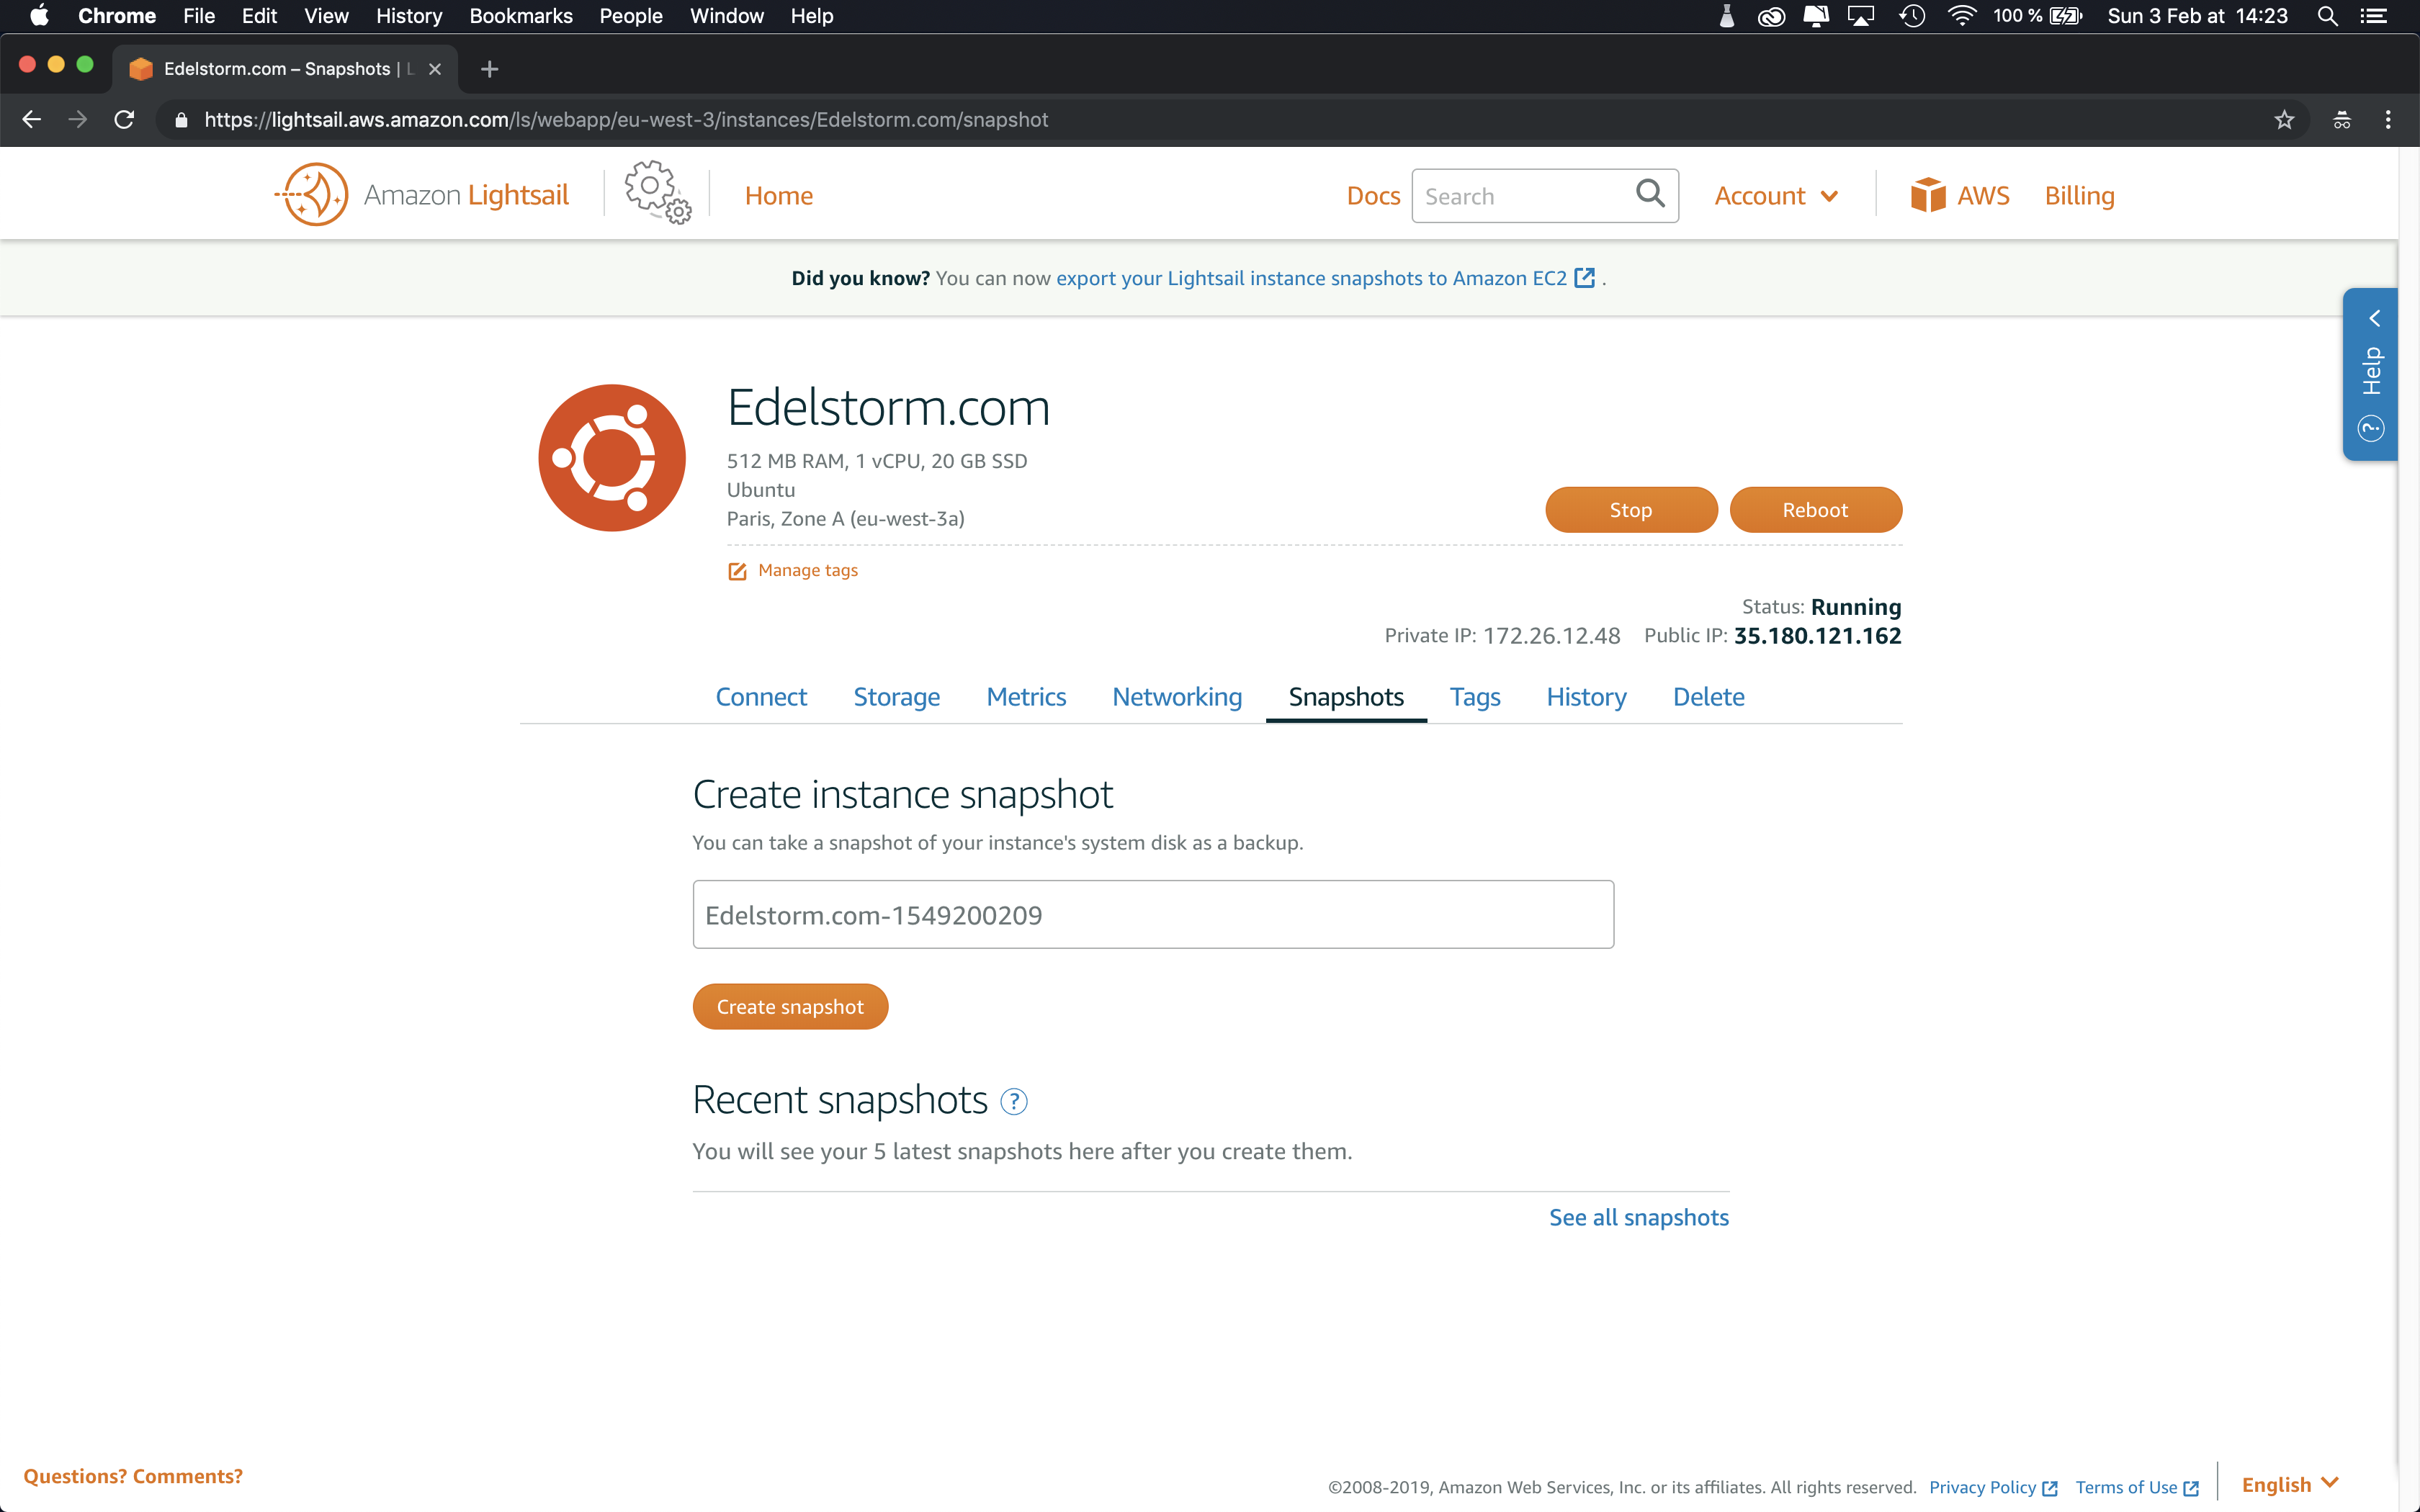 Chrome File Edit View History Bookmarks People Window Help 100 % Sun 3 Feb at 14:23
Edelstorm.com – Snapshots | L
https://lightsail.aws.amazon.com/ls/webapp/eu-west-3/instances/Edelstorm.com/snapshot
Amazon Lightsail Home Docs Search Account AWS Billing
Did you know? You can now export your Lightsail instance snapshots to Amazon EC2 .
Help
Edelstorm.com
512 MB RAM, 1 vCPU, 20 GB SSD
Ubuntu
Paris, Zone A (eu-west-3a)
Stop Reboot
Manage tags
Status: Running
Private IP: 172.26.12.48 Public IP: 35.180.121.162
Connect Storage Metrics Networking Snapshots Tags History Delete
Create instance snapshot
You can take a snapshot of your instance's system disk as a backup.
Edelstorm.com-1549200209
Create snapshot
Recent snapshots ?
You will see your 5 latest snapshots here after you create them.
See all snapshots
Questions? Comments?
©2008-2019, Amazon Web Services, Inc. or its affiliates. All rights reserved. Privacy Policy Terms of Use English